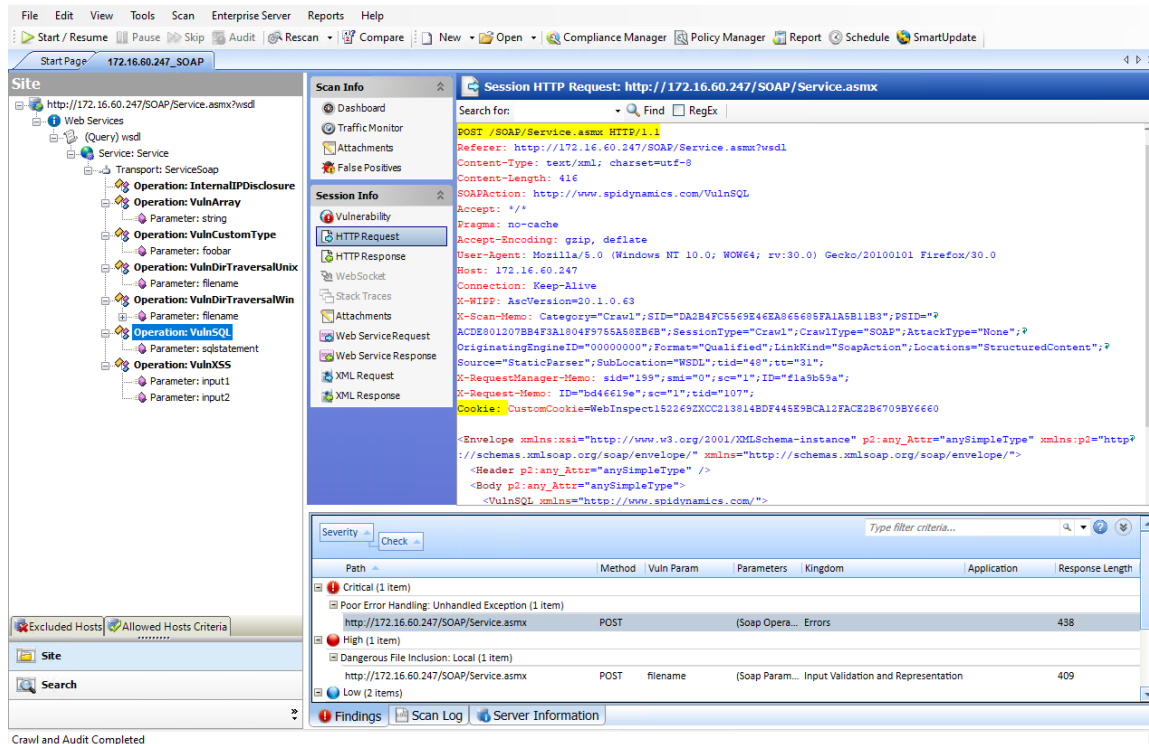 File Edit View Tools Scan Enterprise Server Reports Help
Start / Resume Pause Skip Audit Rescan Compare New Open Compliance Manager Policy Manager Report Schedule SmartUpdate
Start Page 172.16.60.247_SOAP
Site
http://172.16.60.247/SOAP/Service.asmx?wsdl
Web Services
(Query) wsdl
Service: Service
Transport: ServiceSoap
Operation: InternalIPDisclosure
Operation: VulnArray
Parameter: string
Operation: VulnCustomType
Parameter: foobar
Operation: VulnDirTraversalUnix
Parameter: filename
Operation: VulnDirTraversalWin
Parameter: filename
Operation: VulnSQL
Parameter: sqlstatement
Operation: VulnXSS
Parameter: input1
Parameter: input2
Excluded Hosts Allowed Hosts Criteria
Site
Search
Scan Info
Dashboard
Traffic Monitor
Attachments
False Positives
Session Info
Vulnerability
HTTP Request
HTTP Response
WebSocket
Stack Traces
Attachments
Web Service Request
Web Service Response
XML Request
XML Response
Session HTTP Request: http://172.16.60.247/SOAP/Service.asmx
Search for: Find RegEx
POST /SOAP/Service.asmx HTTP/1.1
Referer: http://172.16.60.247/SOAP/Service.asmx?wsdl
Content-Type: text/xml; charset=utf-8
Content-Length: 416
SOAPAction: http://www.spidynamics.com/VulnSQL
Accept: */*
Pragma: no-cache
Accept-Encoding: gzip, deflate
User-Agent: Mozilla/5.0 (Windows NT 10.0; WOW64; rv:30.0) Gecko/20100101 Firefox/30.0
Host: 172.16.60.247
Connection: Keep-Alive
X-WIPP: AscVersion=20.1.0.63
X-Scan-Memo: Category="Crawl";SID="DA2B4FC5569E46EA865685FA1A5B11B3";PSID="
ACDE801207BB4F3A1804F9755A58EB6B";SessionType="Crawl";CrawlType="SOAP";AttackType="None";
OriginatingEngineID="00000000";Format="Qualified";LinkKind="SoapAction";Locations="StructuredContent";
Source="StaticParser";SubLocation="WSDL";tid="48";tt="31";
X-RequestManager-Memo: sid="199";smi="0";sc="1";ID="f1a9b59a";
X-Request-Memo: ID="bd46619e";sc="1";tid="107";
Cookie: CustomCookie=WebInspect152269ZXCC213814BDF445E9BCA12FACE2B6709BY6660
<Envelope xmlns:xsi="http://www.w3.org/2001/XMLSchema-instance" p2:any_Attr="anySimpleType" xmlns:p2="http
://schemas.xmlsoap.org/soap/envelope/" xmlns="http://schemas.xmlsoap.org/soap/envelope/">
<Header p2:any_Attr="anySimpleType" />
<Body p2:any_Attr="anySimpleType">
<VulnSQL xmlns="http://www.spidynamics.com/">
Severity Check Type filter criteria...
Path Method Vuln Param Parameters Kingdom Application Response Length
Critical (1 item)
Poor Error Handling: Unhandled Exception (1 item)
http://172.16.60.247/SOAP/Service.asmx POST (Soap Opera... Errors 438
High (1 item)
Dangerous File Inclusion: Local (1 item)
http://172.16.60.247/SOAP/Service.asmx POST filename (Soap Param... Input Validation and Representation 409
Low (2 items)
Findings Scan Log Server Information
Crawl and Audit Completed